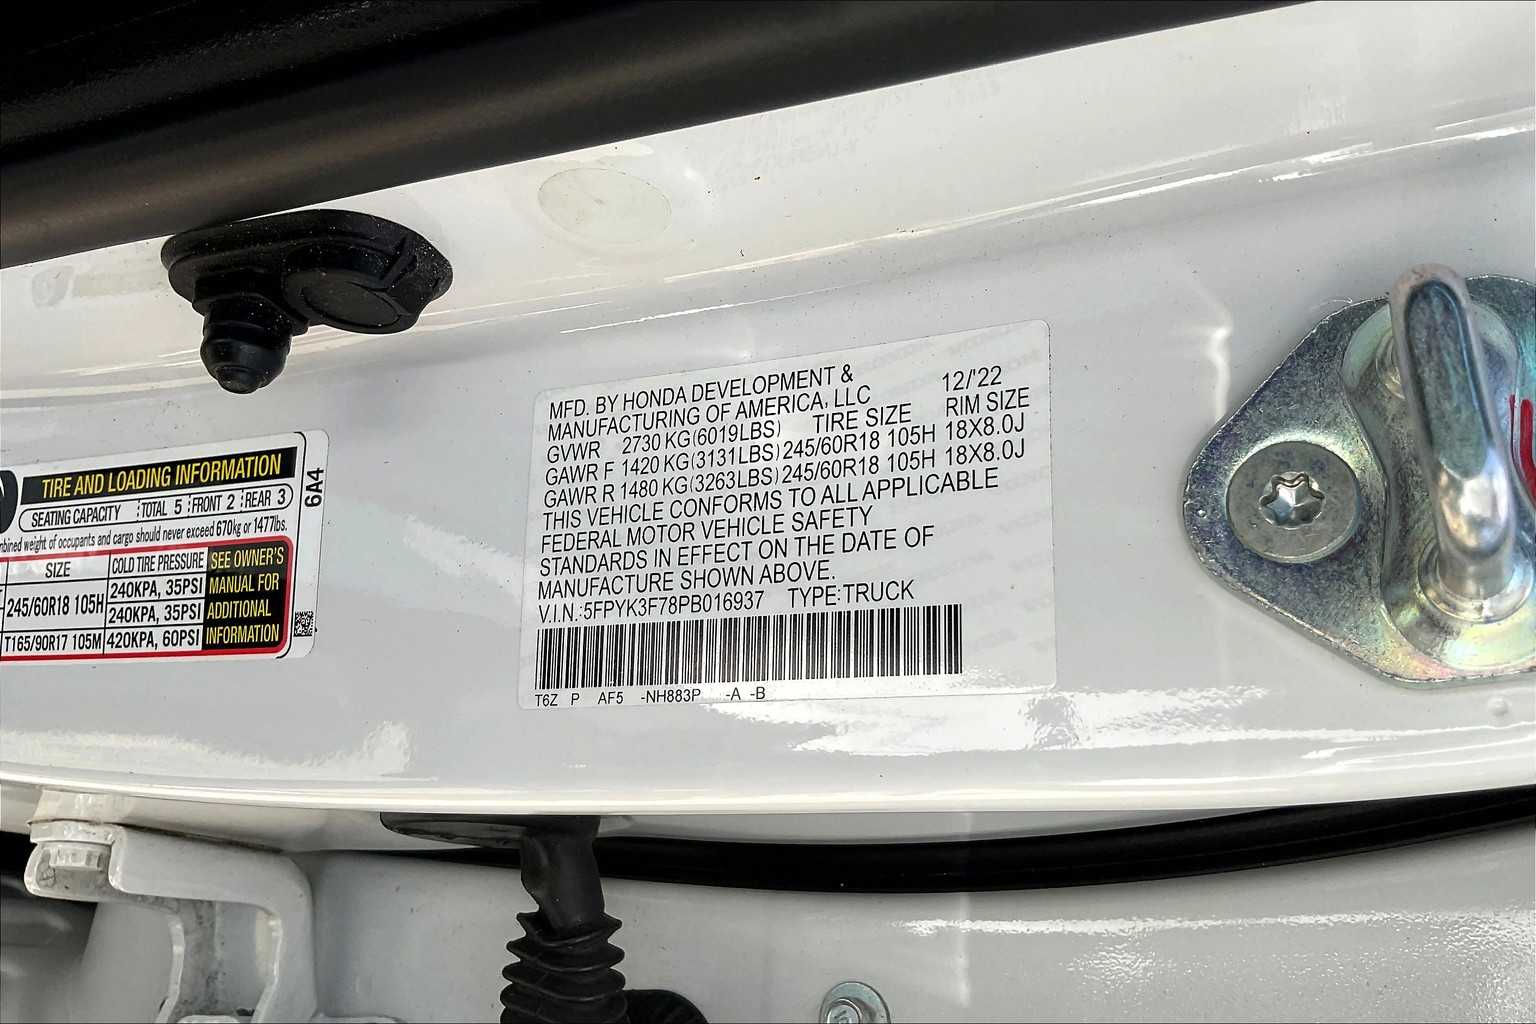 TIRE AND LOADING INFORMATION
SEATING CAPACITY TOTAL 5 FRONT 2 REAR 3
weight of occupants and cargo should never exceed 670kg or 1477lbs.
SIZE COLD TIRE PRESSURE SEE OWNER'S MANUAL FOR ADDITIONAL INFORMATION
245/60R18 105H 240KPA, 35PSI
240KPA, 35PSI
T165/90R17 105M 420KPA, 60PSI
6A4
MFD. BY HONDA DEVELOPMENT & 12/'22
MANUFACTURING OF AMERICA, LLC
GVWR 2730 KG(6019LBS) TIRE SIZE RIM SIZE
GAWR F 1420 KG(3131LBS) 245/60R18 105H 18X8.0J
GAWR R 1480 KG(3263LBS) 245/60R18 105H 18X8.0J
THIS VEHICLE CONFORMS TO ALL APPLICABLE
FEDERAL MOTOR VEHICLE SAFETY
STANDARDS IN EFFECT ON THE DATE OF
MANUFACTURE SHOWN ABOVE.
V.I.N.:5FPYK3F78PB016937 TYPE:TRUCK
T6Z P AF5 -NH883P -A -B